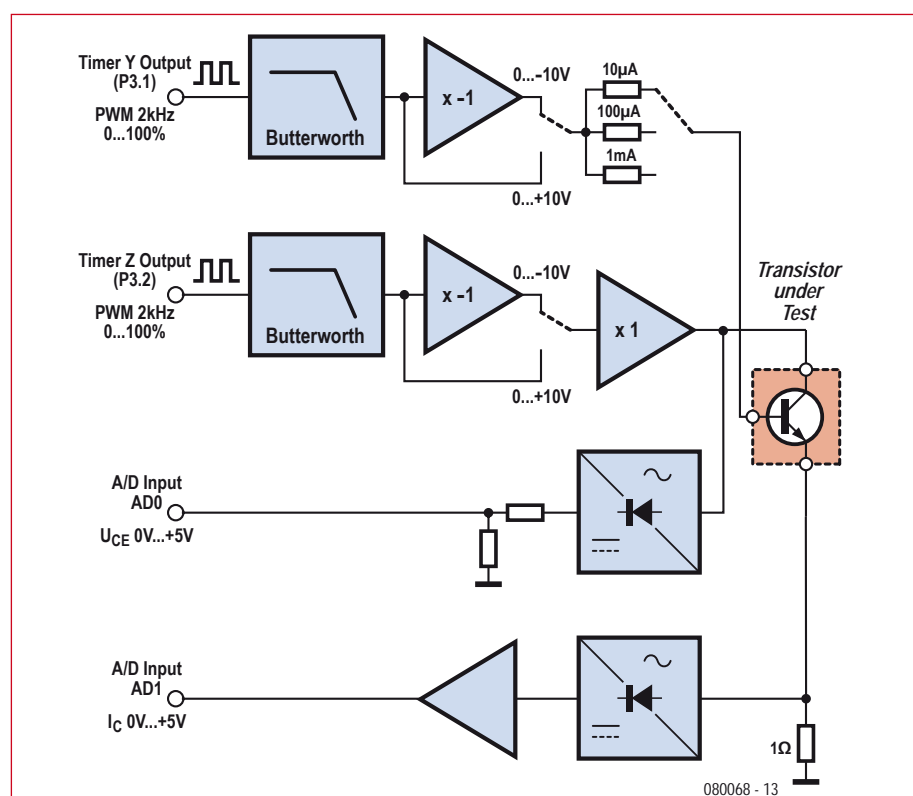 Timer Y Output
(P3.1)
PWM 2kHz
0...100%
Butterworth
x -1
0...-10V
0...+10V
10µA
100µA
1mA
Timer Z Output
(P3.2)
PWM 2kHz
0...100%
Butterworth
x -1
0...-10V
0...+10V
x 1
Transistor
under
Test
A/D Input
AD0
UCE 0V...+5V
A/D Input
AD1
IC 0V...+5V
1Ω
080068 - 13